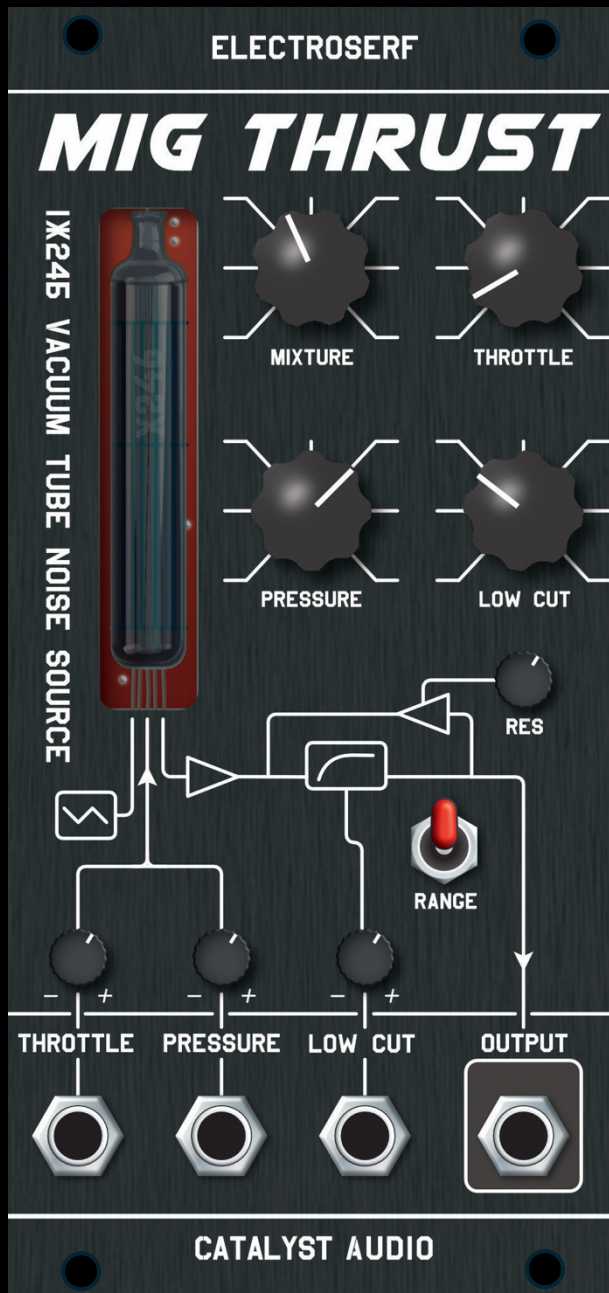 ELECTROSERF
MIG THRUST
1Ж24Б VACUUM TUBE NOISE SOURCE
MIXTURE
THROTTLE
PRESSURE
LOW CUT
RES
RANGE
- +
- +
- +
THROTTLE
PRESSURE
LOW CUT
OUTPUT
CATALYST AUDIO